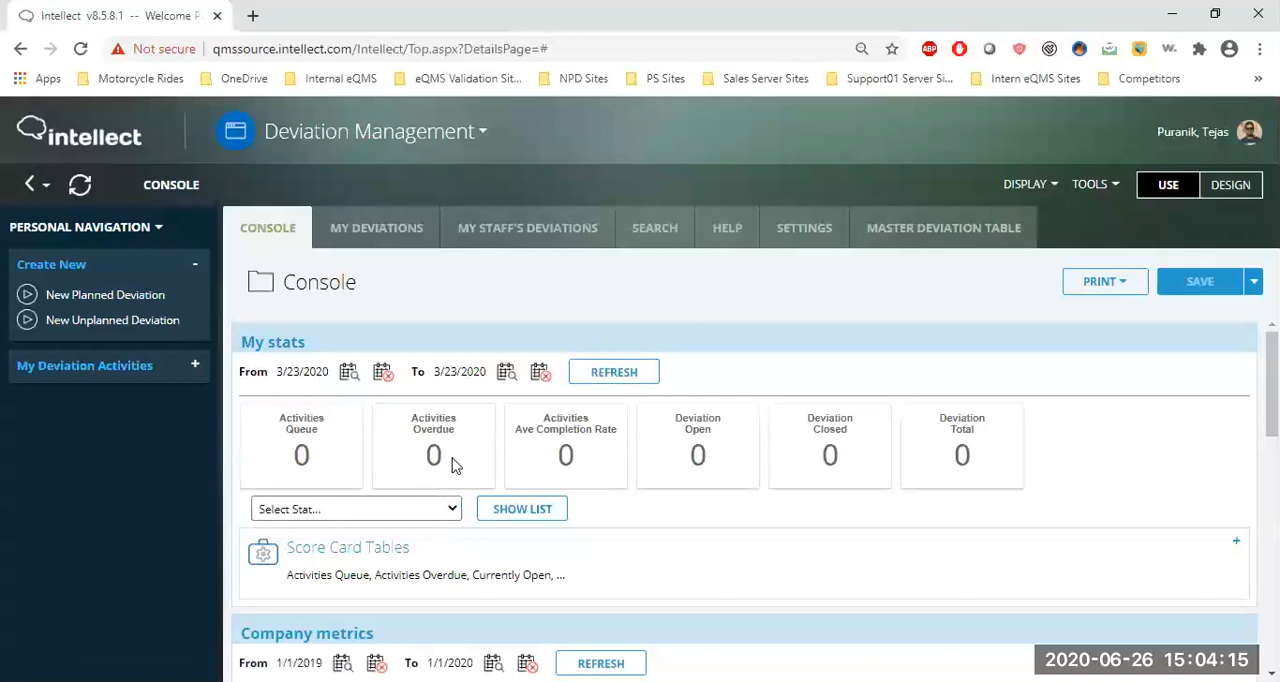 Intellect v8.5.8.1 -- Welcome P
Not secure | qmssource.intellect.com/Intellect/Top.aspx?DetailsPage=#
ABP
W.
Apps Motorcycle Rides OneDrive Internal eQMS eQMS Validation Sit... NPD Sites PS Sites Sales Server Sites Support01 Server Si... Intern eQMS Sites Competitors »
intellect Deviation Management Puranik, Tejas
CONSOLE DISPLAY TOOLS USE DESIGN
PERSONAL NAVIGATION
Create New -
New Planned Deviation
New Unplanned Deviation
My Deviation Activities +
CONSOLE MY DEVIATIONS MY STAFF'S DEVIATIONS SEARCH HELP SETTINGS MASTER DEVIATION TABLE
Console PRINT SAVE
My stats
From 3/23/2020 To 3/23/2020 REFRESH
Activities Queue 0
Activities Overdue 0
Activities Ave Completion Rate 0
Deviation Open 0
Deviation Closed 0
Deviation Total 0
Select Stat... SHOW LIST
Score Card Tables +
Activities Queue, Activities Overdue, Currently Open, ...
Company metrics
From 1/1/2019 To 1/1/2020 REFRESH
2020-06-26 15:04:15